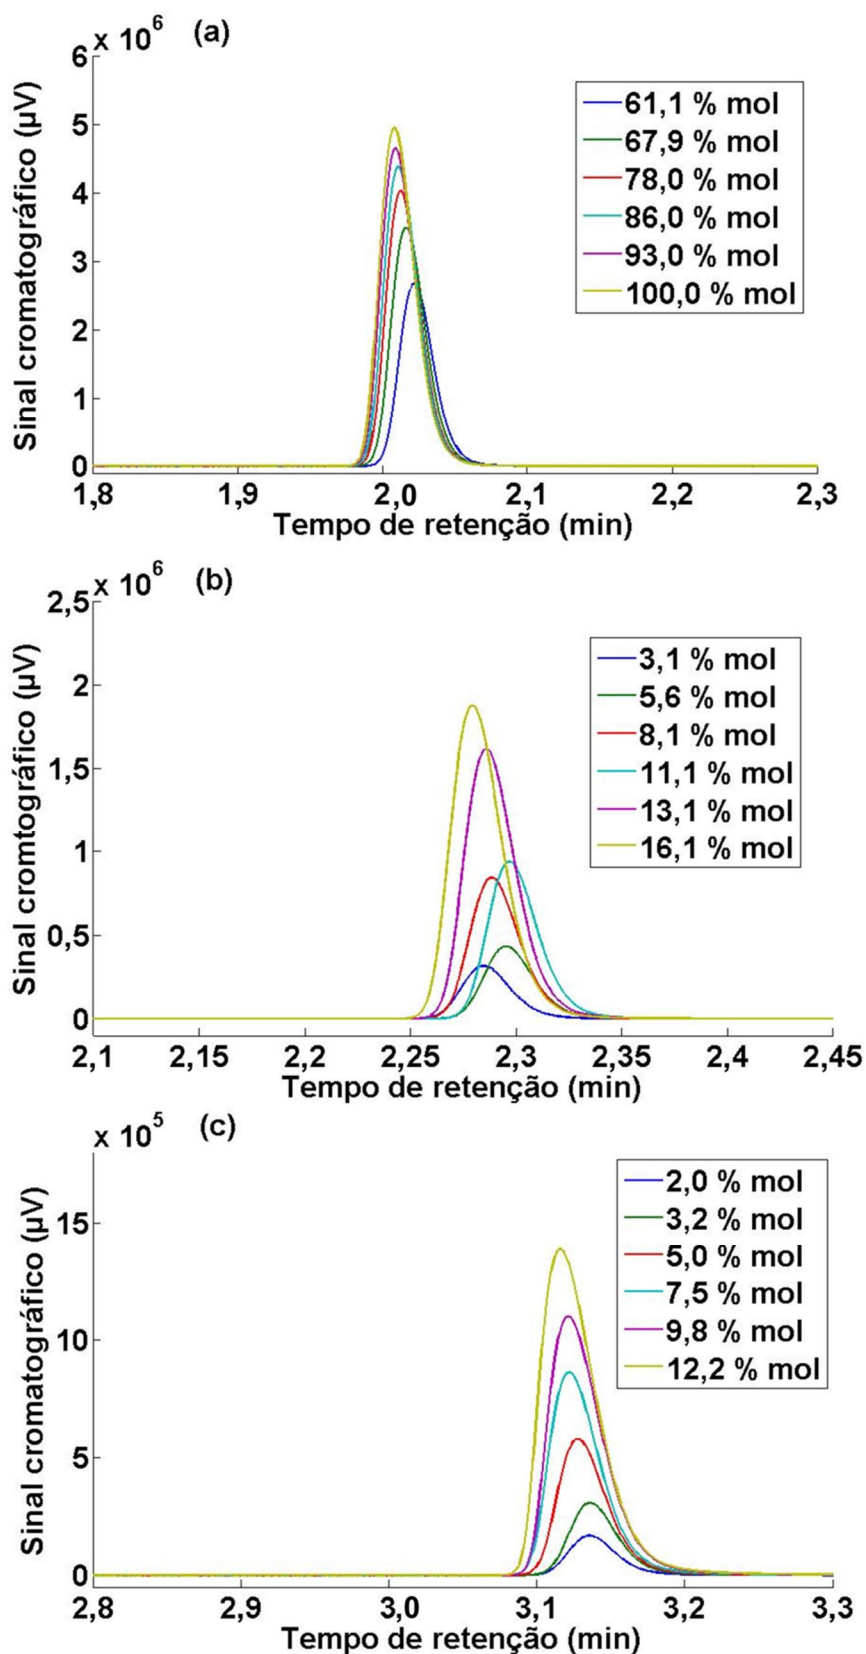 x 10^6 (a)
6
5
4
3
2
1
0
Sinal cromatográfico (µV)
61,1 % mol
67,9 % mol
78,0 % mol
86,0 % mol
93,0 % mol
100,0 % mol
1,8 1,9 2,0 2,1 2,2 2,3
Tempo de retenção (min)
x 10^6 (b)
2,5
2
1,5
1
0,5
0
Sinal cromtográfico (µV)
3,1 % mol
5,6 % mol
8,1 % mol
11,1 % mol
13,1 % mol
16,1 % mol
2,1 2,15 2,2 2,25 2,3 2,35 2,4 2,45
Tempo de retenção (min)
x 10^5 (c)
15
10
5
0
Sinal cromatográfico (µV)
2,0 % mol
3,2 % mol
5,0 % mol
7,5 % mol
9,8 % mol
12,2 % mol
2,8 2,9 3,0 3,1 3,2 3,3
Tempo de retenção (min)